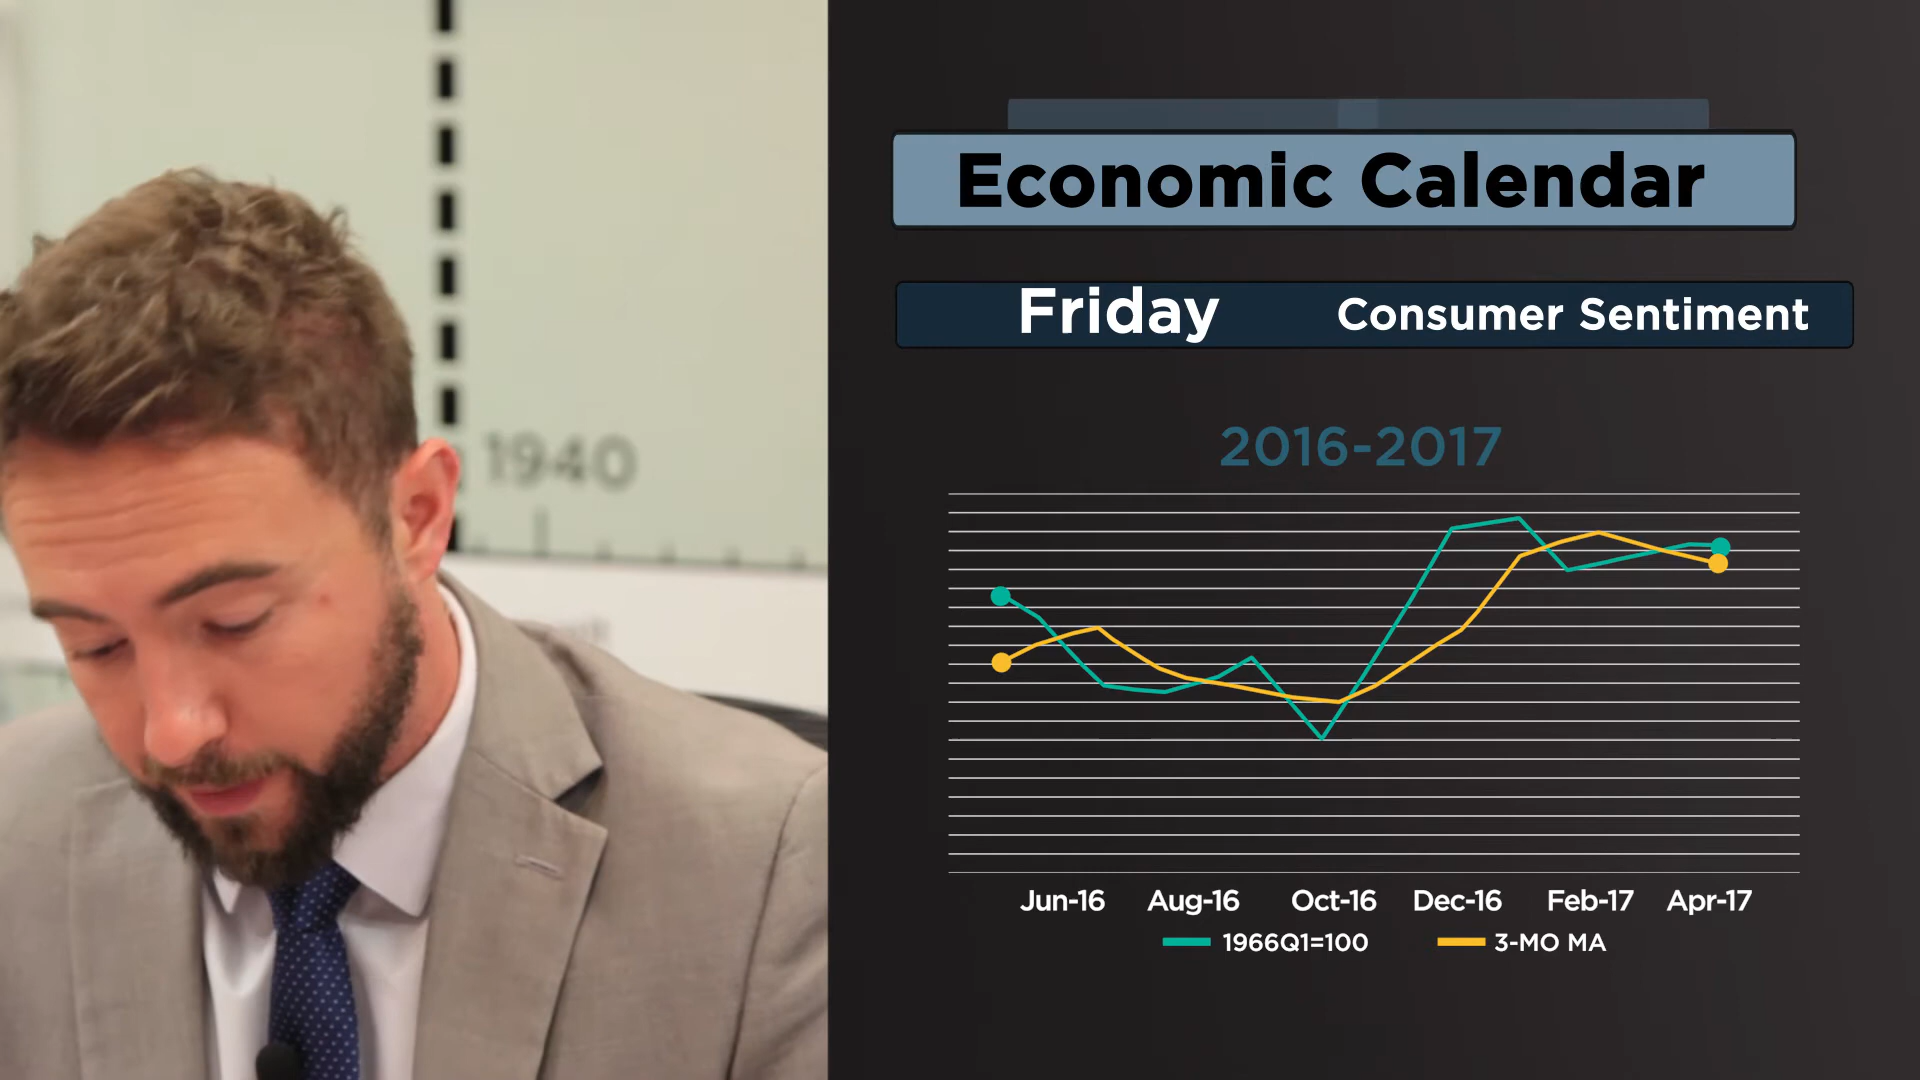 1940
Economic Calendar
Friday Consumer Sentiment
2016-2017
Jun-16 Aug-16 Oct-16 Dec-16 Feb-17 Apr-17
1966Q1=100 3-MO MA